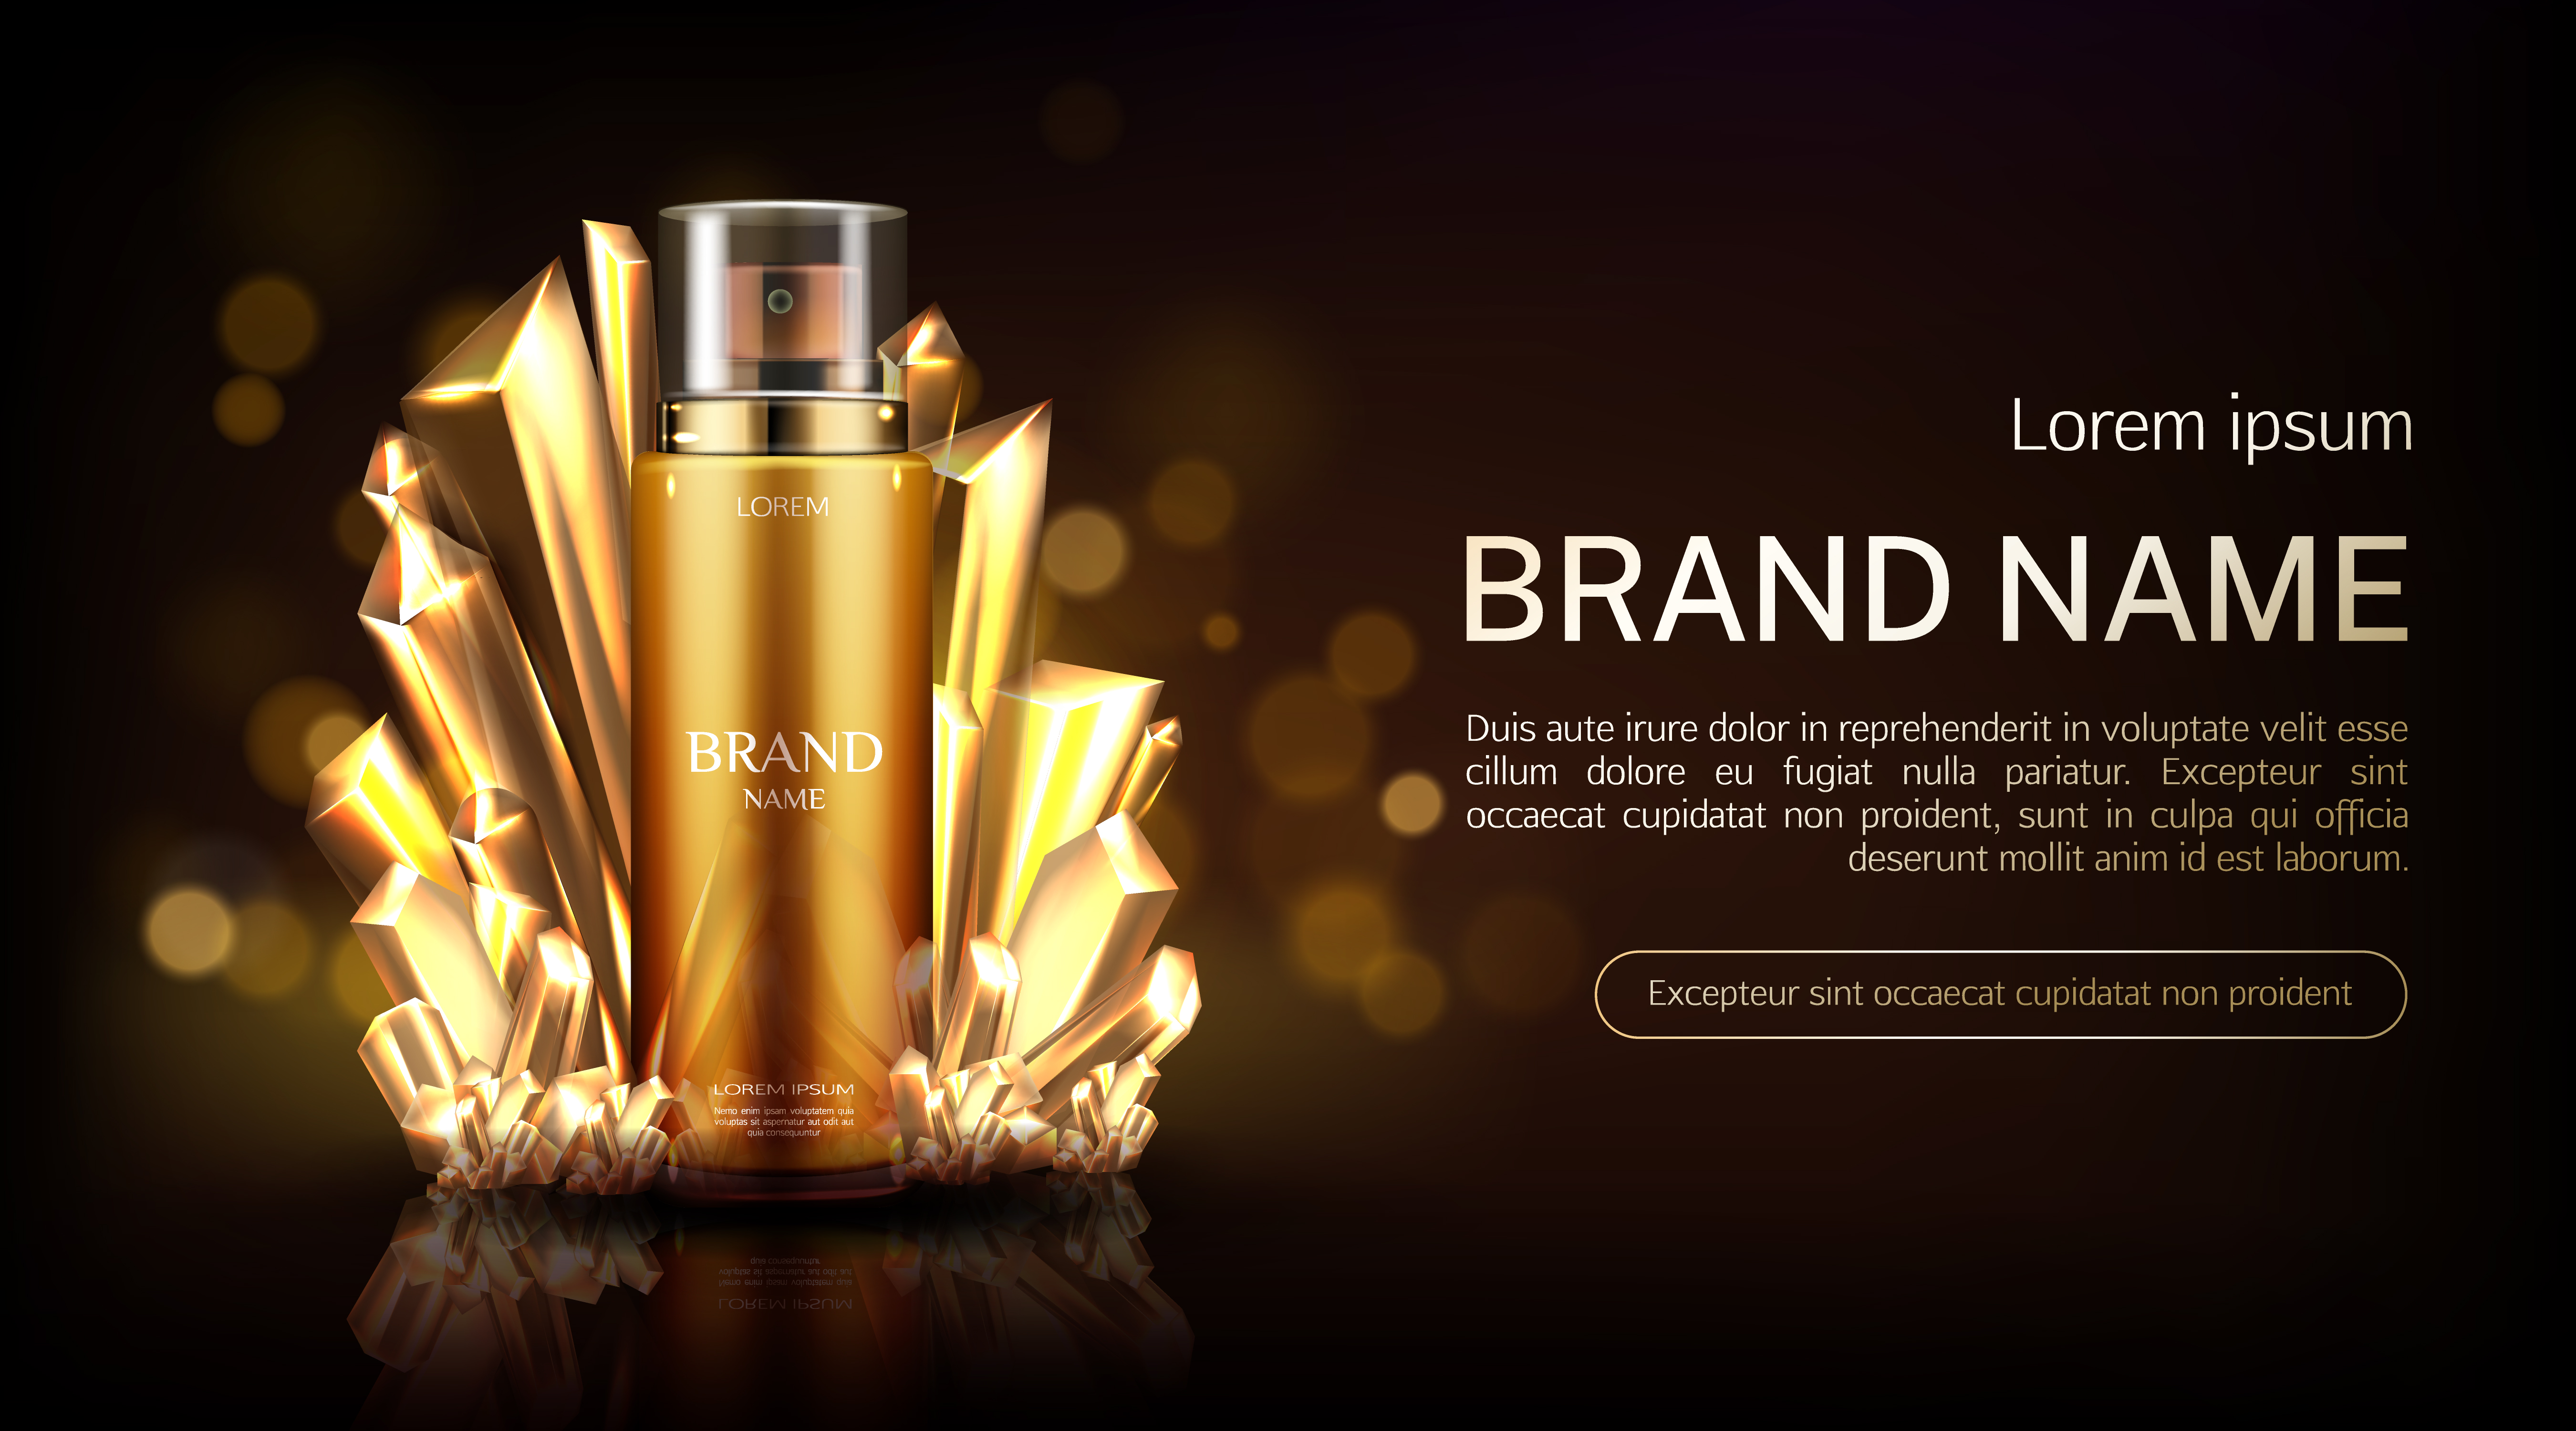 LOREM
BRAND
NAME
LOREM IPSUM
Nemo enim ipsam voluptatem quia
voluptas sit aspernatur aut odit aut
quia consequuntur
Lorem ipsum
BRAND NAME
Duis aute irure dolor in reprehenderit in voluptate velit esse
cillum dolore eu fugiat nulla pariatur. Excepteur sint
occaecat cupidatat non proident, sunt in culpa qui officia
deserunt mollit anim id est laborum.
Excepteur sint occaecat cupidatat non proident